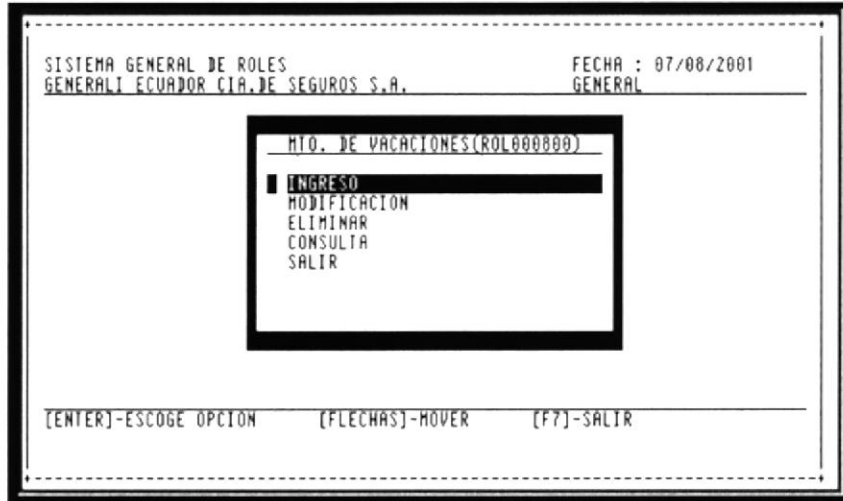 SISTEMA GENERAL DE ROLES FECHA : 07/08/2001
GENERALI ECUADOR CIA.DE SEGUROS S.A. GENERAL
MTO. DE VACACIONES(ROL000800)
INGRESO
MODIFICACION
ELIMINAR
CONSULTA
SALIR
[ENTER]-ESCOGE OPCION [FLECHAS]-MOVER [F7]-SALIR